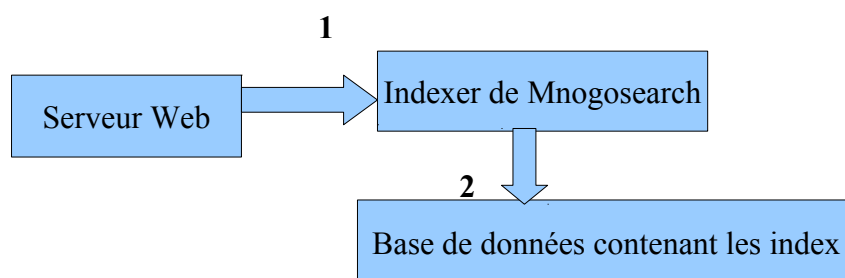 1
Indexer de Mnogosearch
Serveur Web
2
Base de données contenant les index